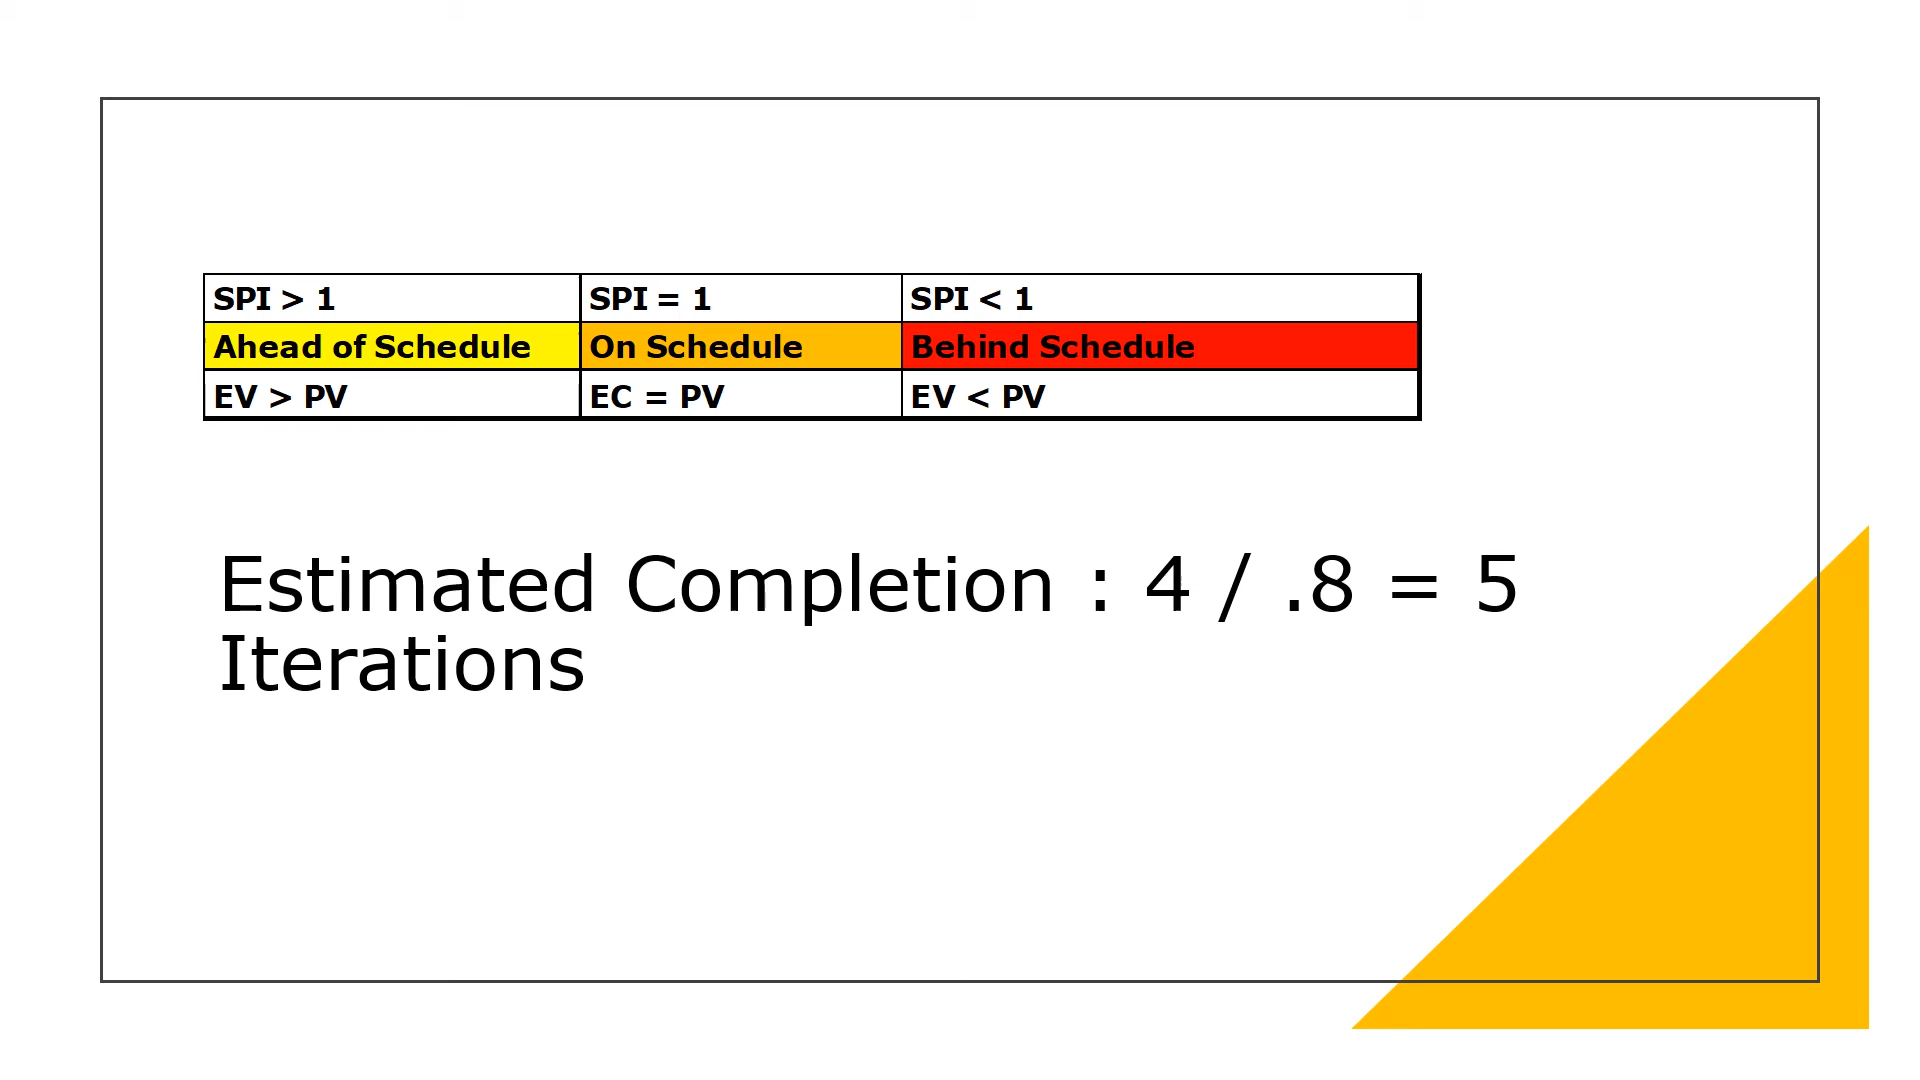 SPI > 1 SPI = 1 SPI < 1
Ahead of Schedule On Schedule Behind Schedule
EV > PV EC = PV EV < PV
Estimated Completion : 4 / .8 = 5
Iterations